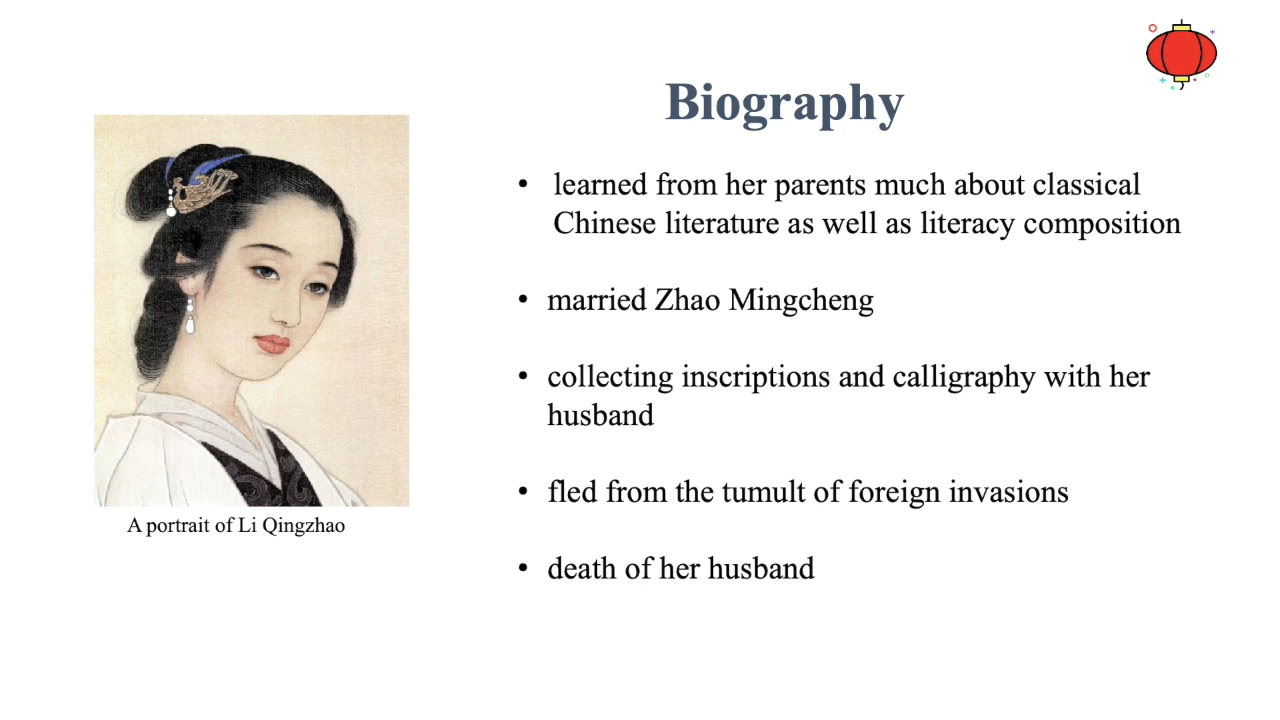 Biography
• learned from her parents much about classical
Chinese literature as well as literacy composition
• married Zhao Mingcheng
• collecting inscriptions and calligraphy with her
husband
• fled from the tumult of foreign invasions
• death of her husband
A portrait of Li Qingzhao